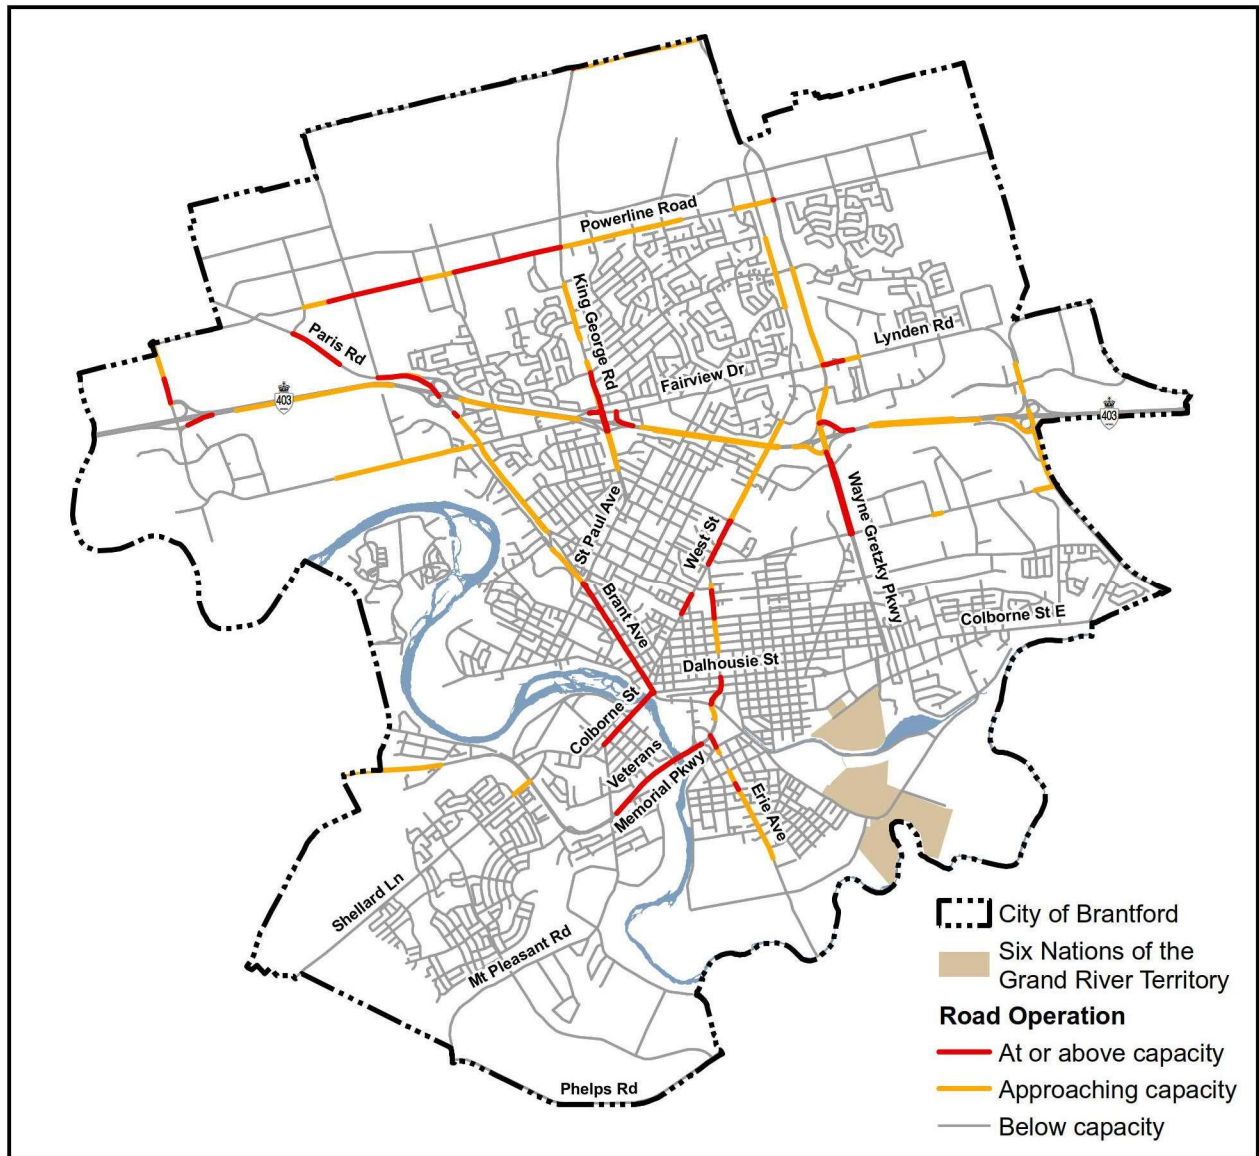 Powerline Road
King George Rd
Paris Rd
Lynden Rd
Fairview Dr
403
403
St Paul Ave
West St
Wayne Gretzky Pkwy
Brant Ave
Colborne St E
Dalhousie St
Colborne St
Veterans
Memorial Pkwy
Erie Ave
Shellard Ln
Mt Pleasant Rd
Phelps Rd
City of Brantford
Six Nations of the
Grand River Territory
Road Operation
At or above capacity
Approaching capacity
Below capacity